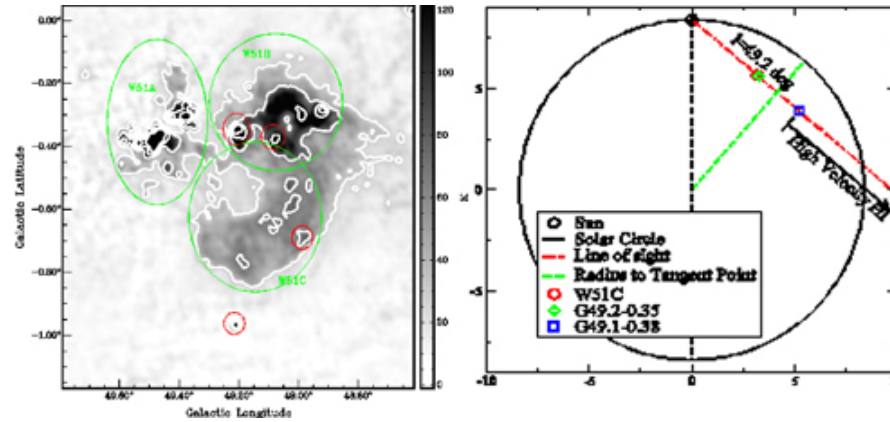 0.00°
-0.20°
-0.40°
-0.60°
-0.80°
-1.00°
Galactic Latitude
W51A
W51B
W51C
49.60°
49.40°
49.20°
49.00°
48.80°
Galactic Longitude
120
100
80
60
40
20
0
5
0
-5
-10
-5
0
5
l=49.2 deg
High Velocity
Sun
Solar Circle
Line of sight
Radius to Tangent Point
W51C
G49.2-0.35
G49.1-0.38